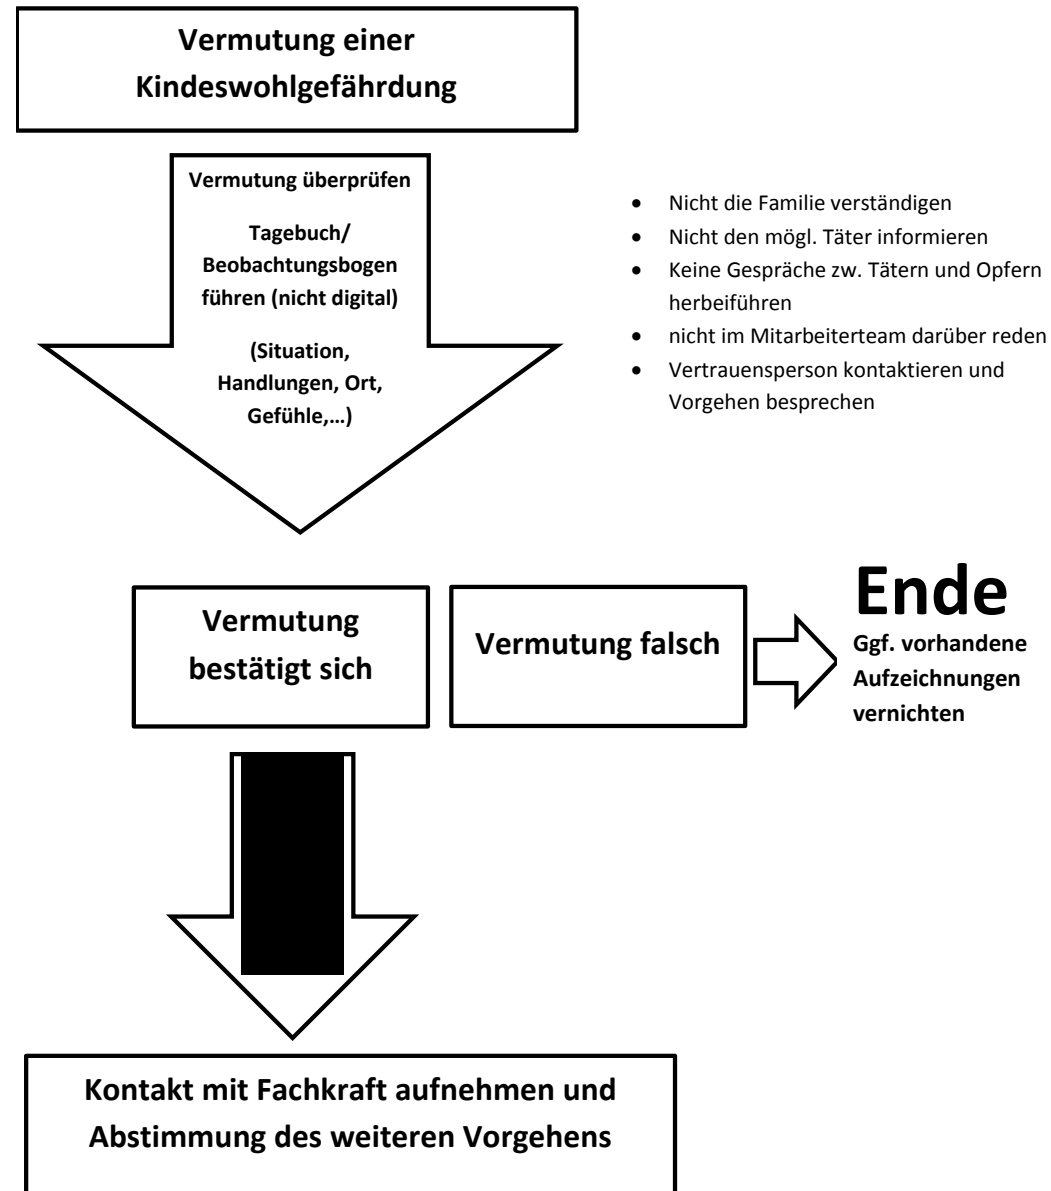 Vermutung einer
Kindeswohlgefährdung
Vermutung überprüfen
Tagebuch/
Beobachtungsbogen
führen (nicht digital)
(Situation,
Handlungen, Ort,
Gefühle,…)
• Nicht die Familie verständigen
• Nicht den mögl. Täter informieren
• Keine Gespräche zw. Tätern und Opfern
herbeiführen
• nicht im Mitarbeiterteam darüber reden
• Vertrauensperson kontaktieren und
Vorgehen besprechen
Vermutung
bestätigt sich
Vermutung falsch
Ende
Ggf. vorhandene
Aufzeichnungen
vernichten
Kontakt mit Fachkraft aufnehmen und
Abstimmung des weiteren Vorgehens